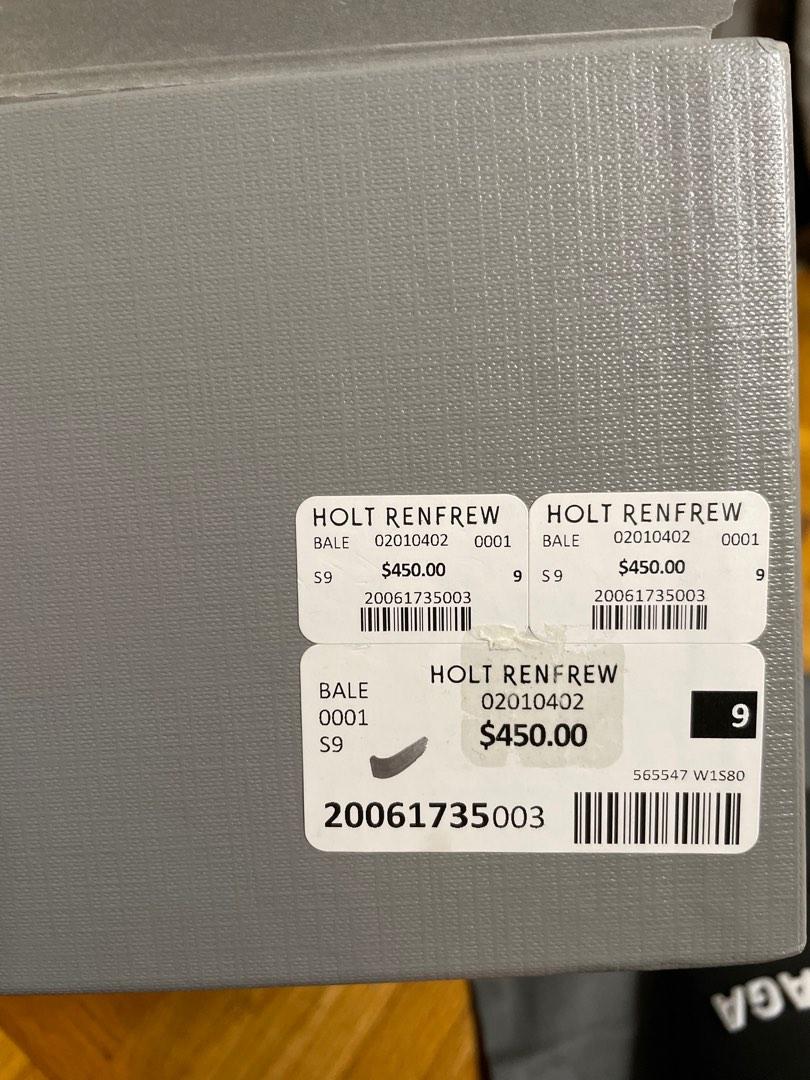 HOLT RENFREW
BALE 02010402 0001
$450.00
S9 9
20061735003
HOLT RENFREW
BALE 02010402 0001
$450.00
S9 9
20061735003
HOLT RENFREW
BALE 02010402
0001
S9 $450.00
9
565547 W1S80
20061735003
AGA